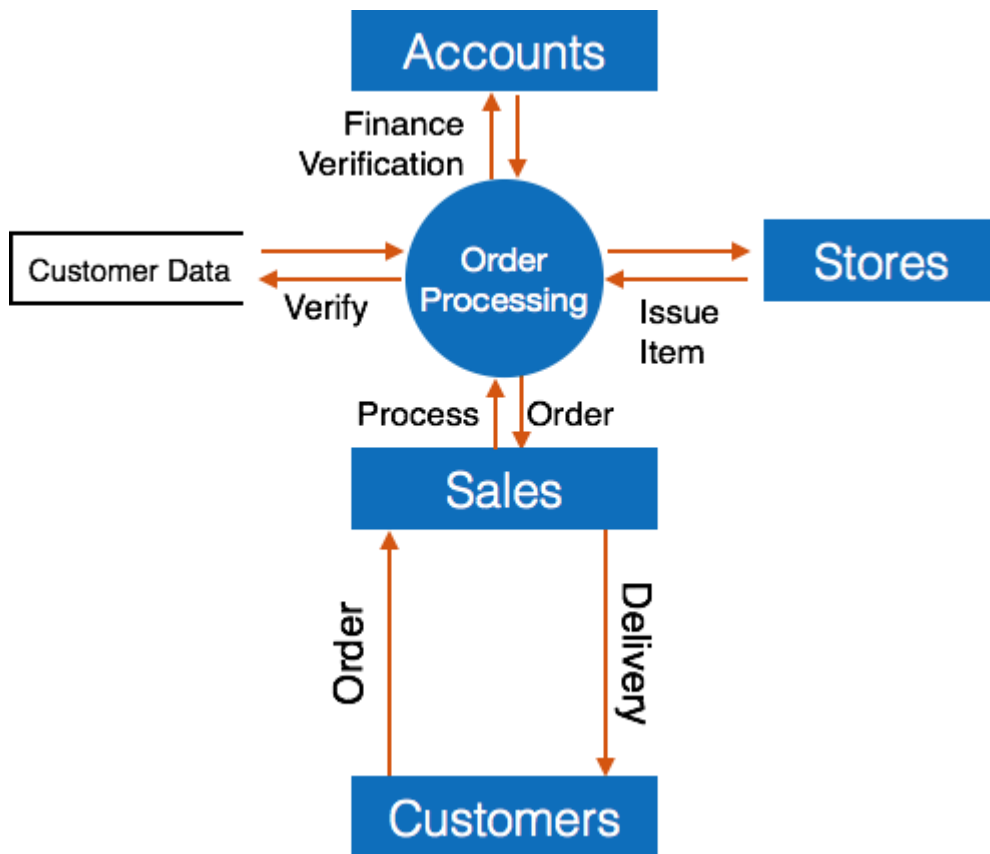 Accounts
Finance
Verification
Customer Data
Order
Processing
Stores
Verify
Issue
Item
Process
Order
Sales
Order
Delivery
Customers